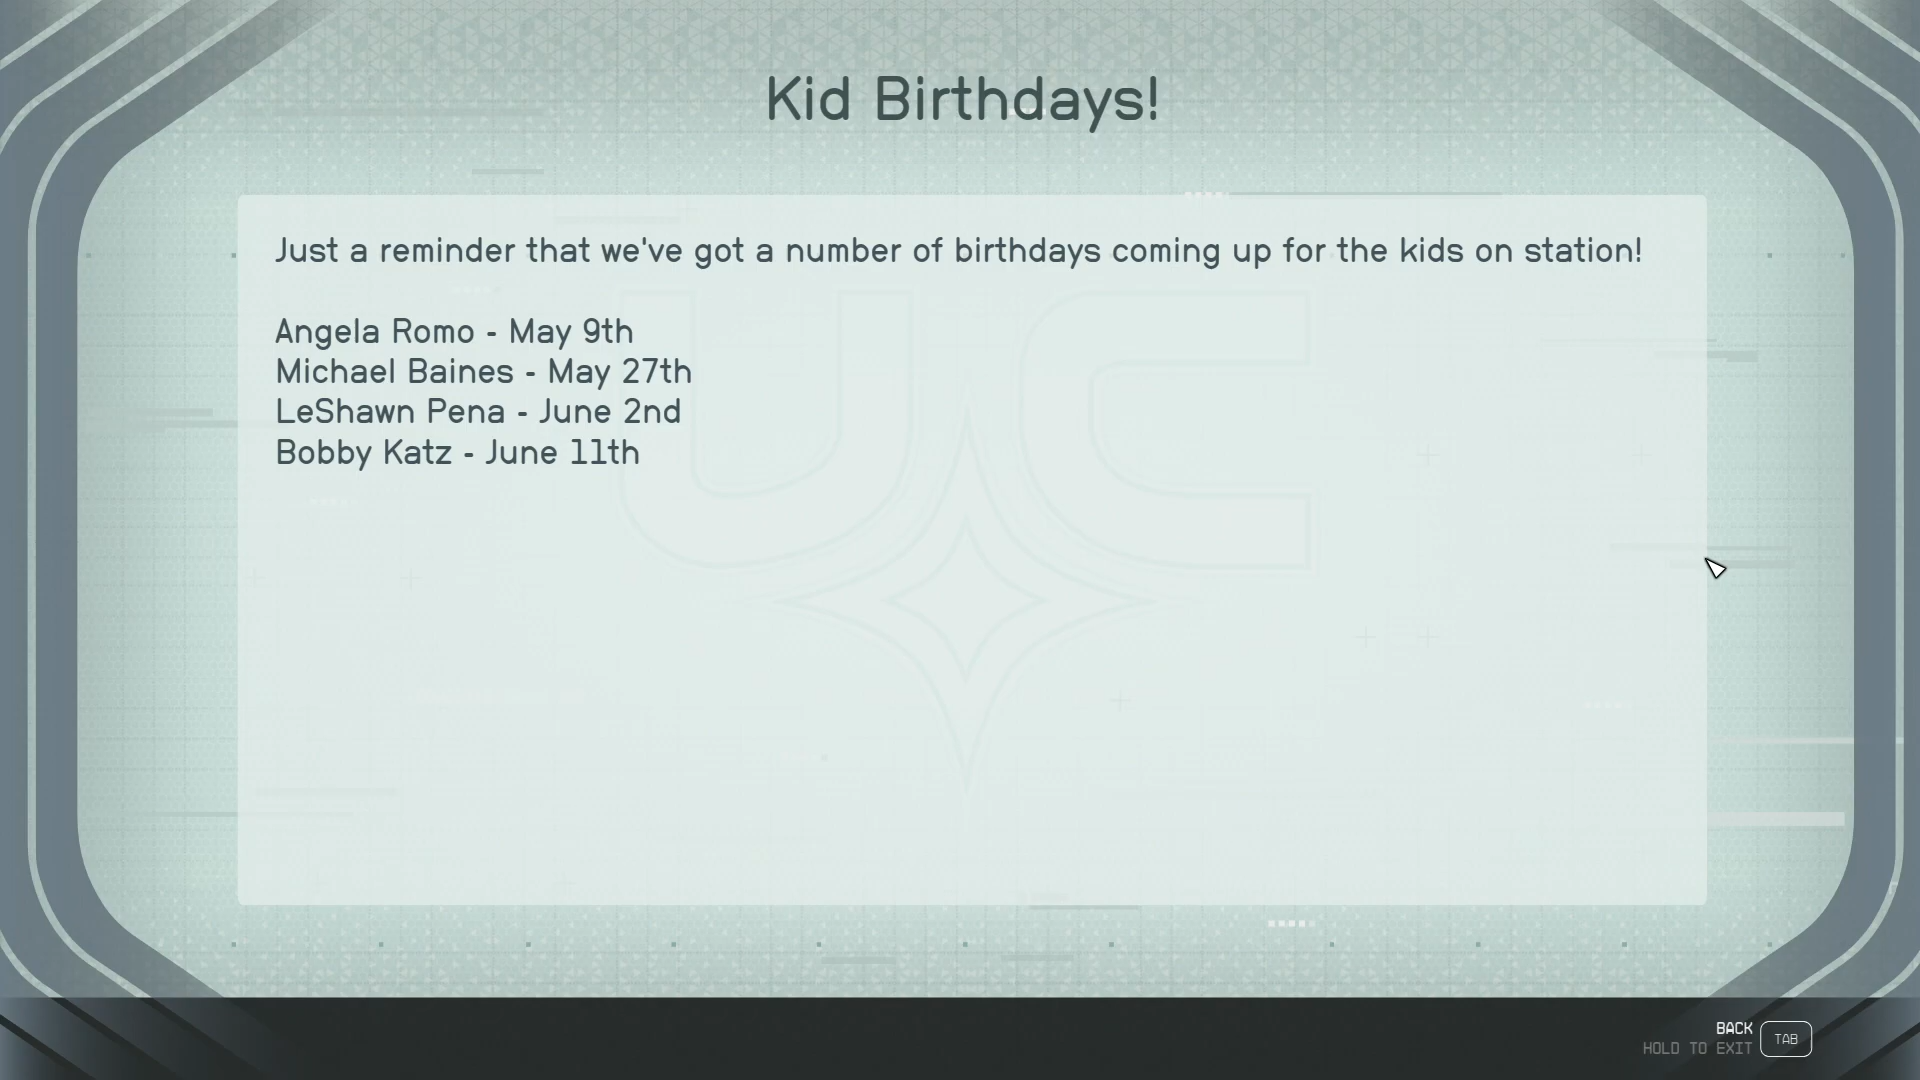 Kid Birthdays!
Just a reminder that we've got a number of birthdays coming up for the kids on station!
Angela Romo - May 9th
Michael Baines - May 27th
LeShawn Pena - June 2nd
Bobby Katz - June 11th
UC
BACK
HOLD TO EXIT
TAB